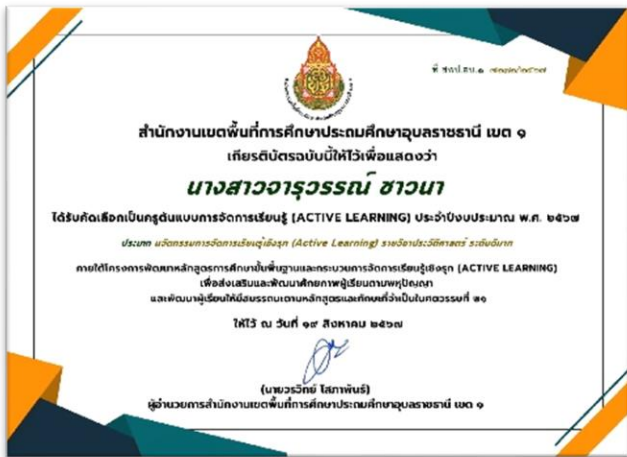 สำนักงานเขตพื้นที่การศึกษาประถมศึกษาอุบลราชธานี เขต ๑
เกียรติบัตรฉบับนี้ให้ไว้เพื่อแสดงว่า
นางสาวจารุวรรณ์ ชาวนา
ได้รับคัดเลือกเป็นครูต้นแบบการจัดการเรียนรู้ (ACTIVE LEARNING) ประจำปีงบประมาณ พ.ศ. ๒๕๖๗
ประเภท นวัตกรรมการจัดการเรียนรู้เชิงรุก (Active Learning) รายวิชาประวัติศาสตร์ ระดับดีมาก
ภายใต้โครงการพัฒนาหลักสูตรการศึกษาขั้นพื้นฐานและกระบวนการจัดการเรียนรู้เชิงรุก (ACTIVE LEARNING)
เพื่อส่งเสริมและพัฒนาศักยภาพผู้เรียนตามพหุปัญญา
และพัฒนาผู้เรียนให้มีสมรรถนะตามหลักสูตรและทักษะที่จำเป็นในศตวรรษที่ ๒๑
ให้ไว้ ณ วันที่ ๑๙ สิงหาคม ๒๕๖๗
(นายวรวิทย์ โสภาพันธ์)
ผู้อำนวยการสำนักงานเขตพื้นที่การศึกษาประถมศึกษาอุบลราชธานี เขต ๑